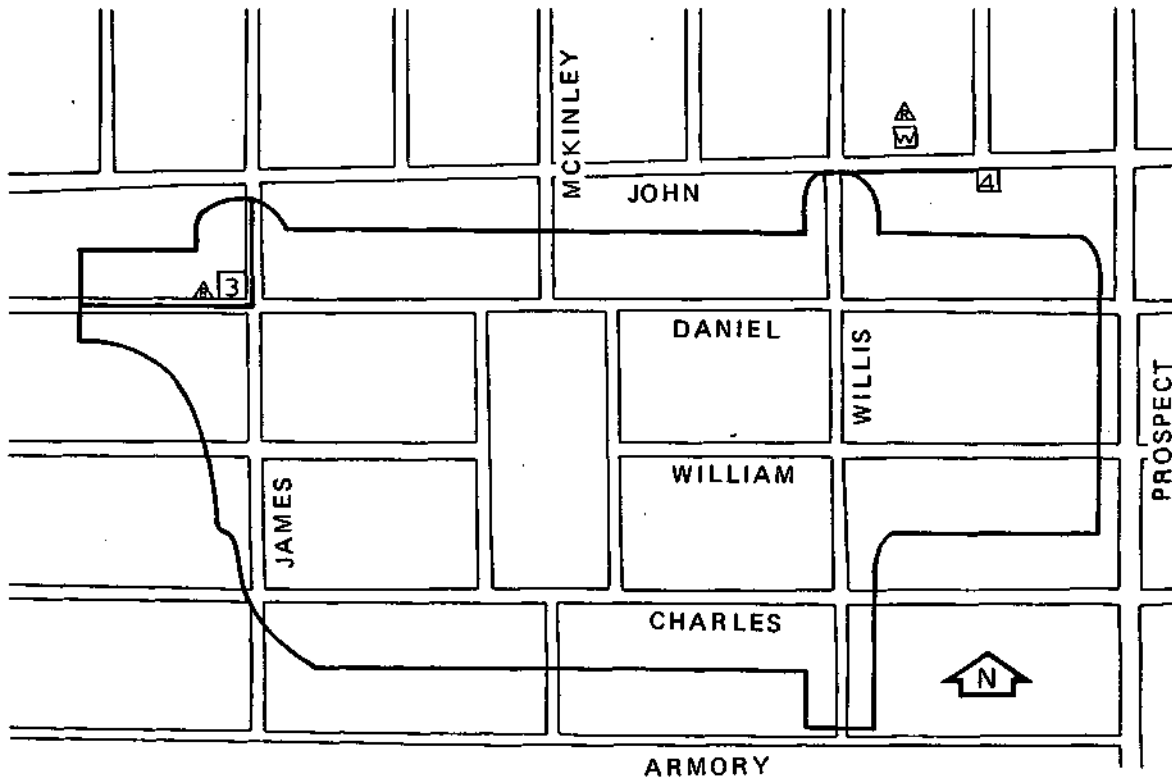 MCKINLEY
R
W
JOHN
4
R
3
DANIEL
WILLIS
PROSPECT
WILLIAM
JAMES
CHARLES
N
ARMORY